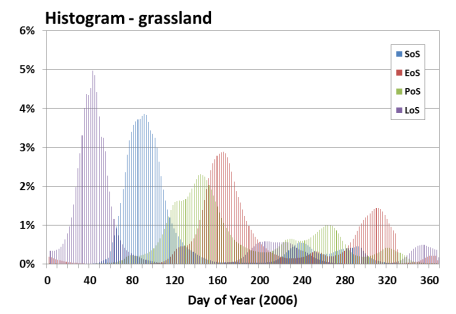 Histogram - grassland
6%
5%
4%
3%
2%
1%
0%
SoS
EoS
PoS
LoS
0 40 80 120 160 200 240 280 320 360
Day of Year (2006)